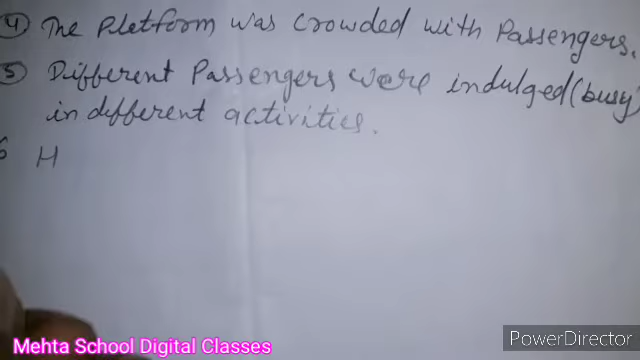 ④ The Pletform was crowded with Passengers.
⑤ Different Passengers were indulged (busy)
in different activities.
6 H
Mehta School Digital Classes
PowerDirector